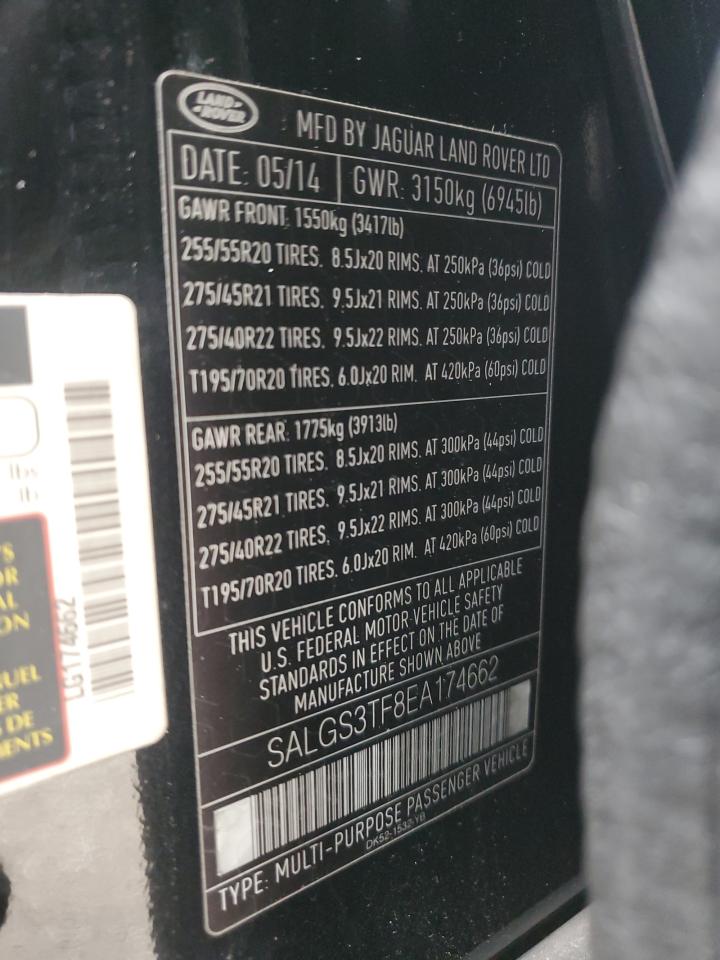 LAND
ROVER
MFD BY JAGUAR LAND ROVER LTD
DATE: 05/14 GWR: 3150kg (6945lb)
GAWR FRONT: 1550kg (3417lb)
255/55R20 TIRES. 8.5Jx20 RIMS. AT 250kPa (36psi) COLD
275/45R21 TIRES. 9.5Jx21 RIMS. AT 250kPa (36psi) COLD
275/40R22 TIRES. 9.5Jx22 RIMS. AT 250kPa (36psi) COLD
T195/70R20 TIRES. 6.0Jx20 RIM. AT 420kPa (60psi) COLD
GAWR REAR: 1775kg (3913lb)
255/55R20 TIRES. 8.5Jx20 RIMS. AT 300kPa (44psi) COLD
275/45R21 TIRES. 9.5Jx21 RIMS. AT 300kPa (44psi) COLD
275/40R22 TIRES. 9.5Jx22 RIMS. AT 300kPa (44psi) COLD
T195/70R20 TIRES. 6.0Jx20 RIM. AT 420kPa (60psi) COLD
THIS VEHICLE CONFORMS TO ALL APPLICABLE
U.S. FEDERAL MOTOR VEHICLE SAFETY
STANDARDS IN EFFECT ON THE DATE OF
MANUFACTURE SHOWN ABOVE
SALGS3TF8EA174662
TYPE: MULTI-PURPOSE PASSENGER VEHICLE
DK52-1532-YB
lbs
lb
LG174662
DE